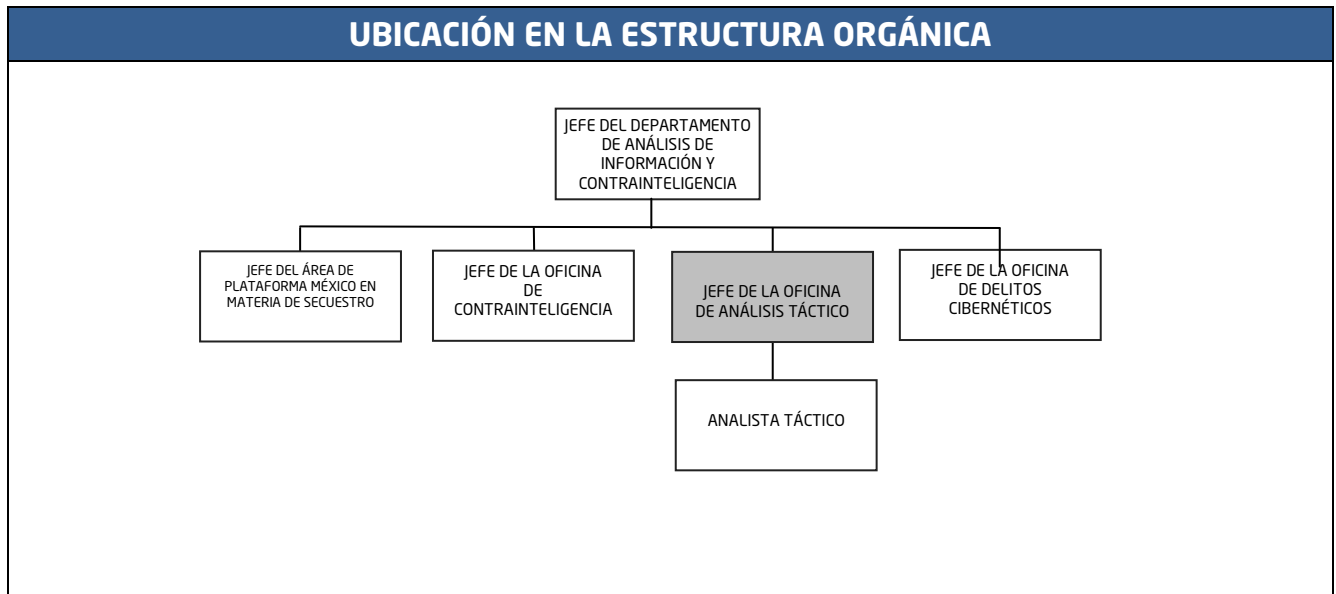 UBICACIÓN EN LA ESTRUCTURA ORGÁNICA
JEFE DEL DEPARTAMENTO
DE ANÁLISIS DE
INFORMACIÓN Y
CONTRAINTELIGENCIA
JEFE DEL ÁREA DE
PLATAFORMA MÉXICO EN
MATERIA DE SECUESTRO
JEFE DE LA OFICINA
DE
CONTRAINTELIGENCIA
JEFE DE LA OFICINA
DE ANÁLISIS TÁCTICO
JEFE DE LA OFICINA
DE DELITOS
CIBERNÉTICOS
ANALISTA TÁCTICO